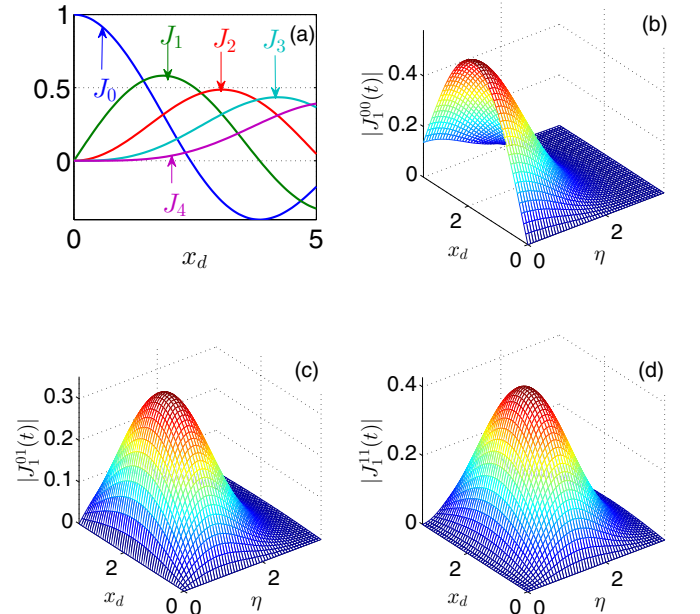 1
(a)
J_1
J_2
J_3
0.5
J_0
0
J_4
0
5
x_d
(b)
|J_1^{00}(t)|
0.4
0.2
0
2
0
x_d
0
2
η
(c)
|J_1^{01}(t)|
0.3
0.2
0.1
0
2
0
x_d
0
2
η
(d)
|J_1^{11}(t)|
0.4
0.2
0
2
0
x_d
0
2
η